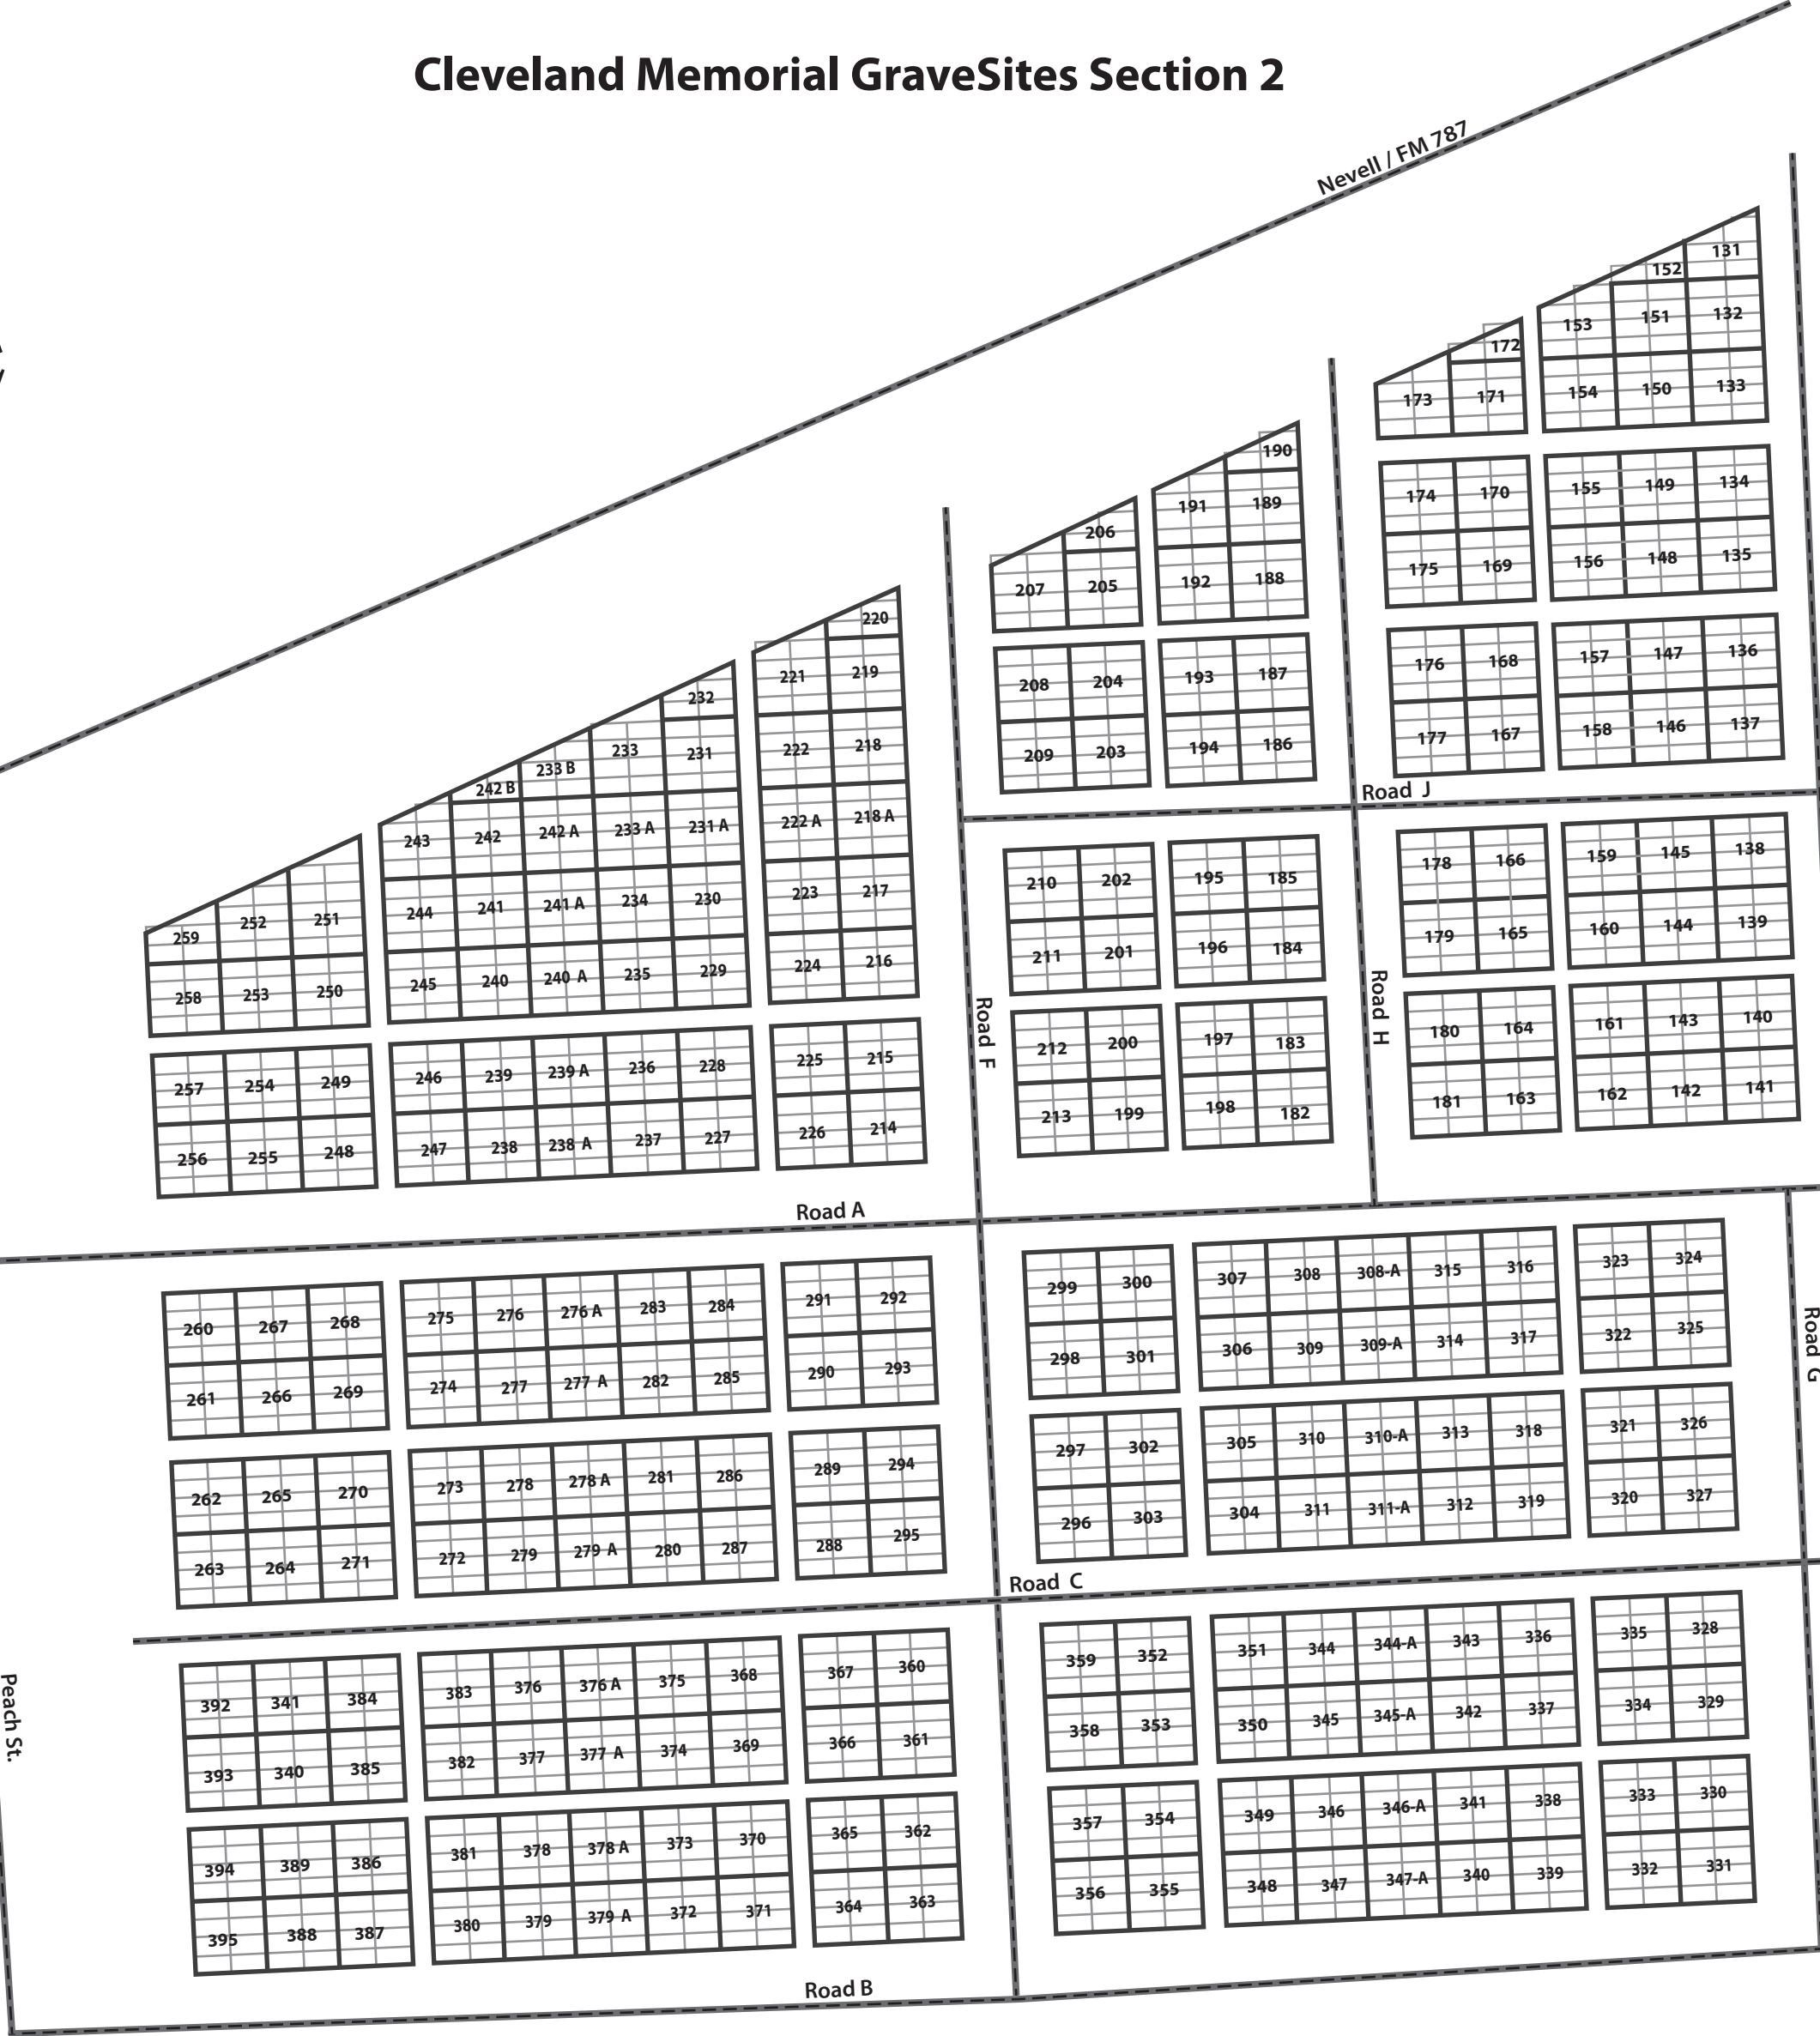 Cleveland Memorial GraveSites Section 2
Nevell / FM 787
131
152
153 151 132
154 150 133
172
173 171
190
191 189
192 188
206
207 205
174 170
175 169
155 149 134
156 148 135
220
221 219
222 218
222 A 218 A
223 217
224 216
208 204
209 203
193 187
194 186
176 168
177 167
157 147 136
158 146 137
Road J
232
233 231
233 B
242 B
243 242 242 A 233 A 231 A
244 241 241 A 234 230
245 240 240 A 235 229
259 252 251
258 253 250
210 202
211 201
195 185
196 184
178 166
179 165
159 145 138
160 144 139
Road F
Road H
257 254 249
256 255 248
246 239 239 A 236 228
247 238 238 A 237 227
225 215
226 214
212 200
213 199
197 183
198 182
180 164
181 163
161 143 140
162 142 141
Road A
260 267 268
261 266 269
275 276 276 A 283 284
274 277 277 A 282 285
291 292
290 293
299 300
298 301
307 308 308-A 315 316
306 309 309-A 314 317
323 324
322 325
Road G
262 265 270
263 264 271
273 278 278 A 281 286
272 279 279 A 280 287
289 294
288 295
297 302
296 303
305 310 310-A 313 318
304 311 311-A 312 319
321 326
320 327
Road C
Peach St.
392 341 384
393 340 385
383 376 376 A 375 368
382 377 377 A 374 369
367 360
366 361
359 352
358 353
351 344 344-A 343 336
350 345 345-A 342 337
335 328
334 329
394 389 386
395 388 387
381 378 378 A 373 370
380 379 379 A 372 371
365 362
364 363
357 354
356 355
349 346 346-A 341 338
348 347 347-A 340 339
333 330
332 331
Road B